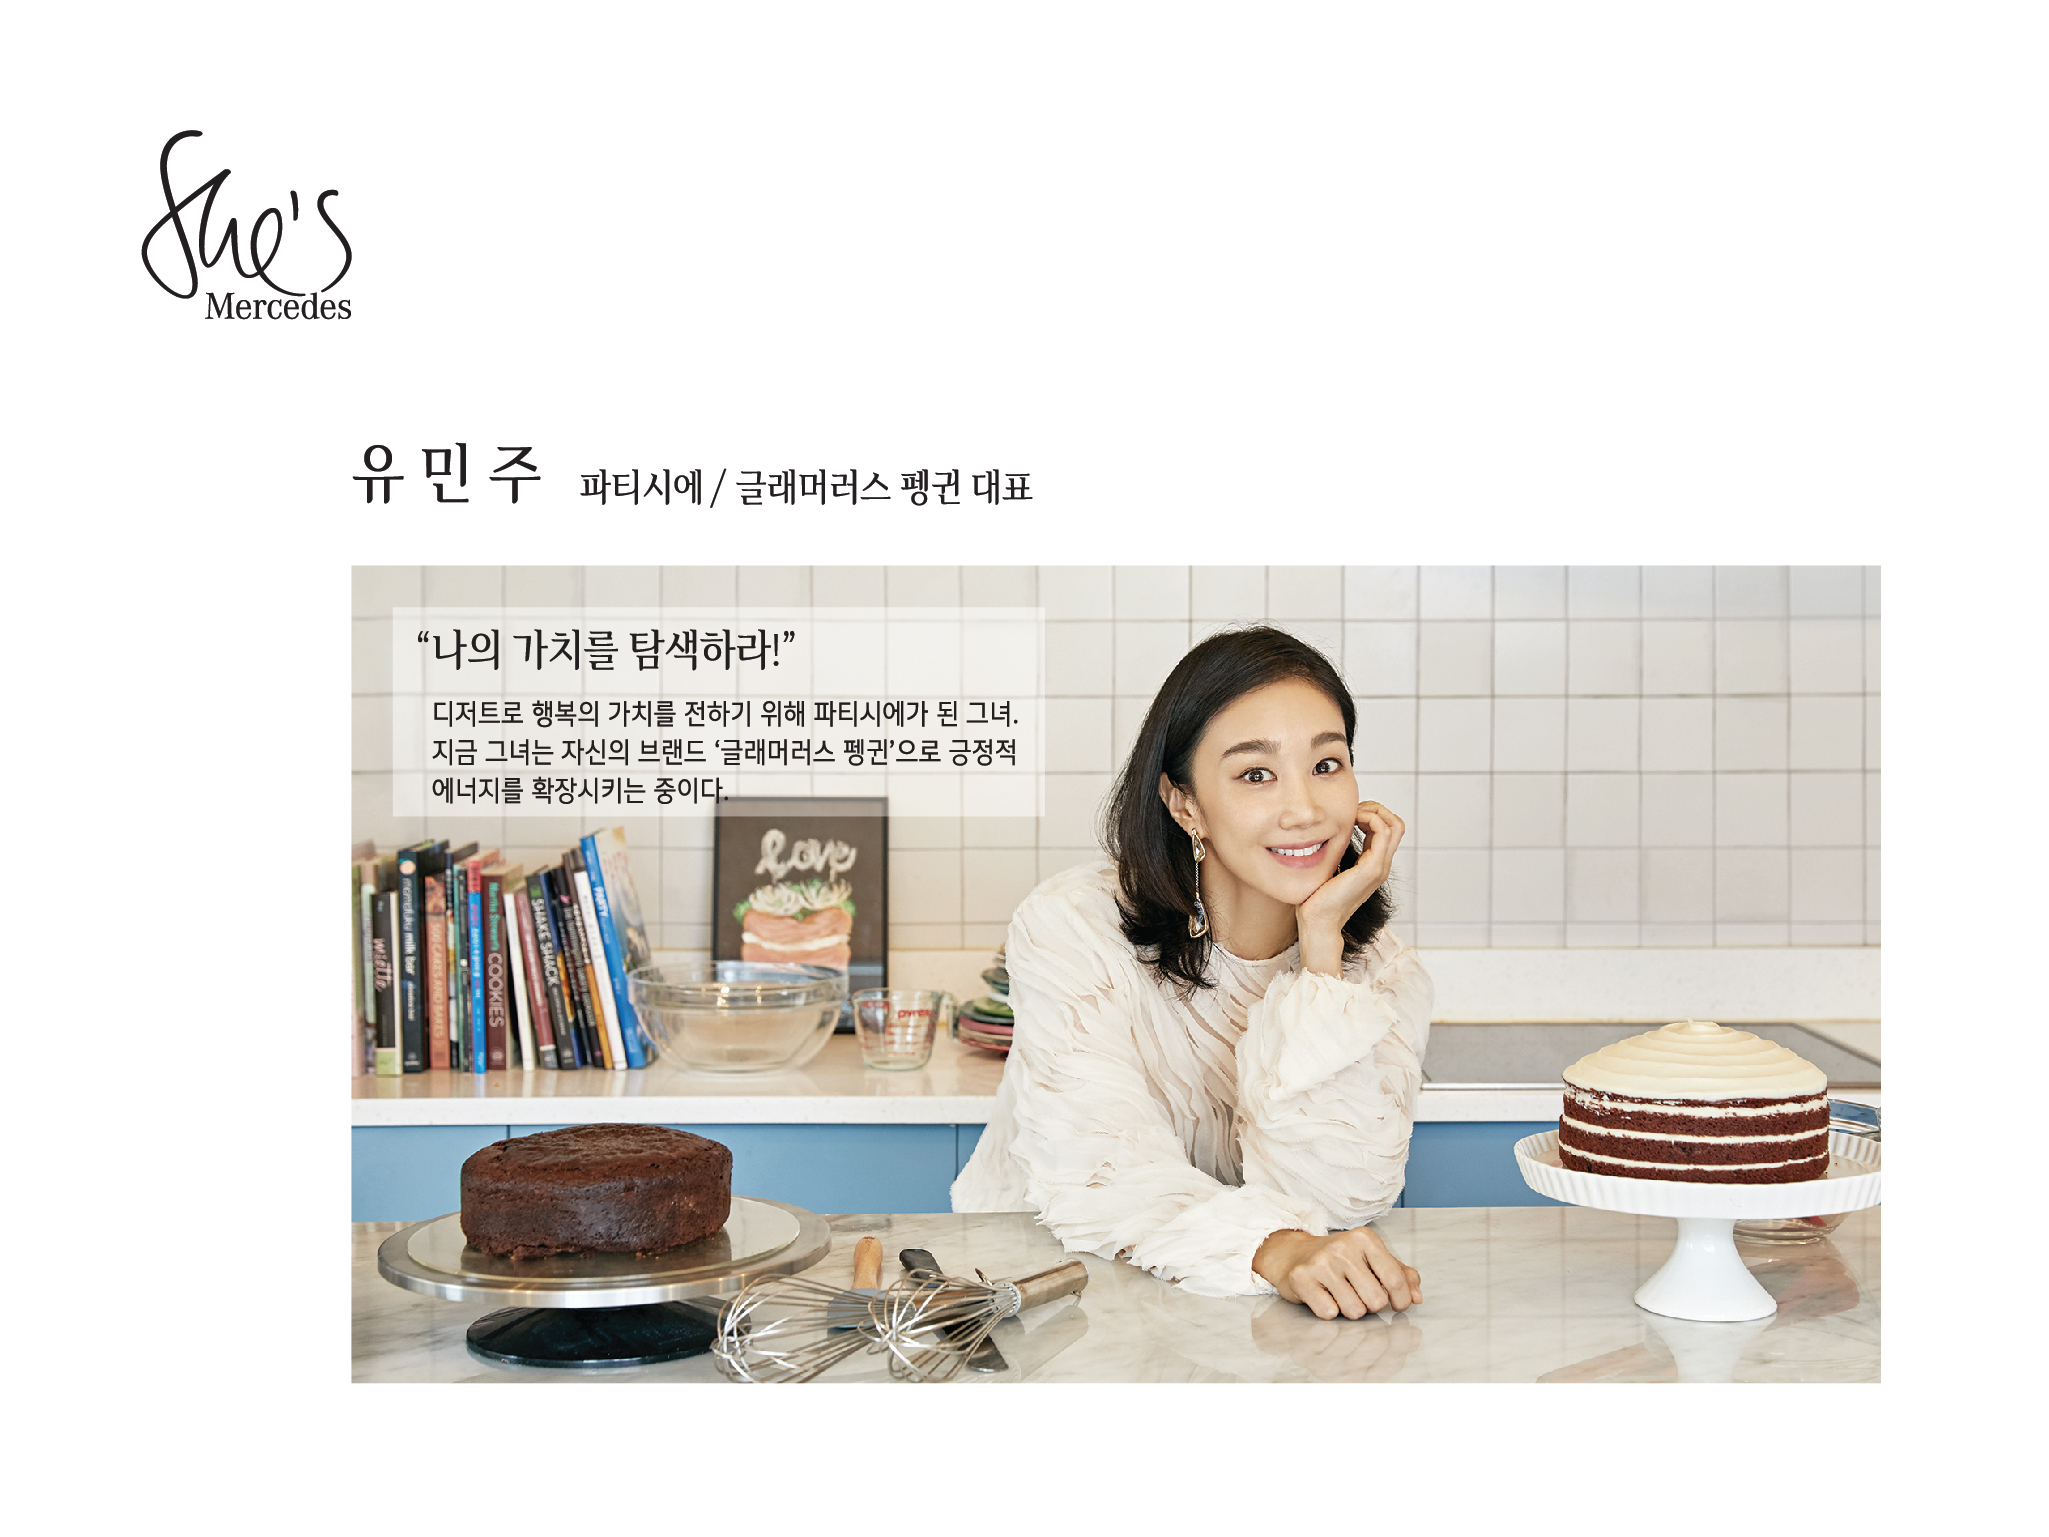 She's
Mercedes
유민주 파티시에 / 글래머러스 펭귄 대표
“나의 가치를 탐색하라!”
디저트로 행복의 가치를 전하기 위해 파티시에가 된 그녀.
지금 그녀는 자신의 브랜드 ‘글래머러스 펭귄’으로 긍정적
에너지를 확장시키는 중이다.
love
momofuku milk bar
Martha Stewart's COOKIES
SHAKE SHACK
PARTY
pyrex